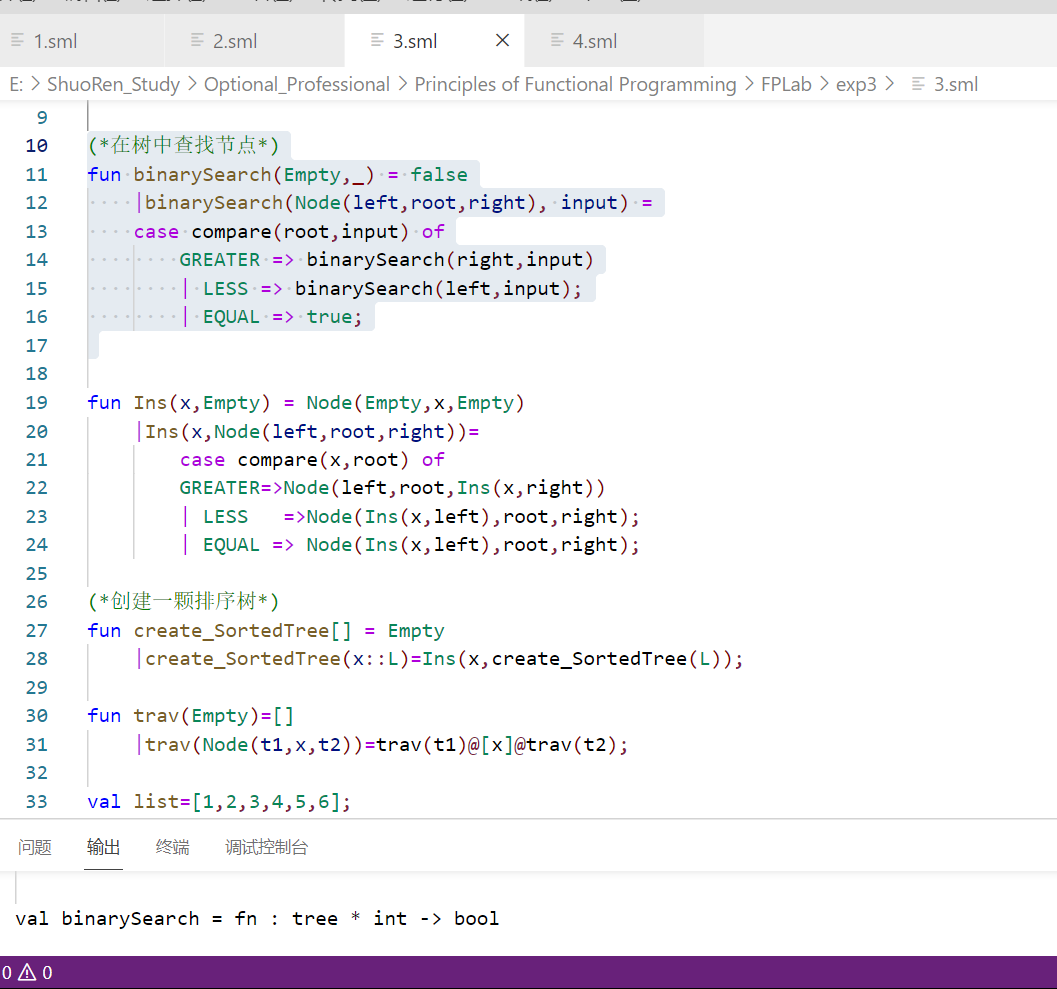 1.sml 2.sml 3.sml 4.sml
E: > ShuoRen_Study > Optional_Professional > Principles of Functional Programming > FPLab > exp3 > 3.sml
9
10 (*在树中查找节点*)
11 fun binarySearch(Empty,_) = false
12 |binarySearch(Node(left,root,right), input) =
13 case compare(root,input) of
14 GREATER => binarySearch(right,input)
15 | LESS => binarySearch(left,input);
16 | EQUAL => true;
17
18
19 fun Ins(x,Empty) = Node(Empty,x,Empty)
20 |Ins(x,Node(left,root,right))=
21 case compare(x,root) of
22 GREATER=>Node(left,root,Ins(x,right))
23 | LESS =>Node(Ins(x,left),root,right);
24 | EQUAL => Node(Ins(x,left),root,right);
25
26 (*创建一颗排序树*)
27 fun create_SortedTree[] = Empty
28 |create_SortedTree(x::L)=Ins(x,create_SortedTree(L));
29
30 fun trav(Empty)=[]
31 |trav(Node(t1,x,t2))=trav(t1)@[x]@trav(t2);
32
33 val list=[1,2,3,4,5,6];
问题 输出 终端 调试控制台
val binarySearch = fn : tree * int -> bool
0 0